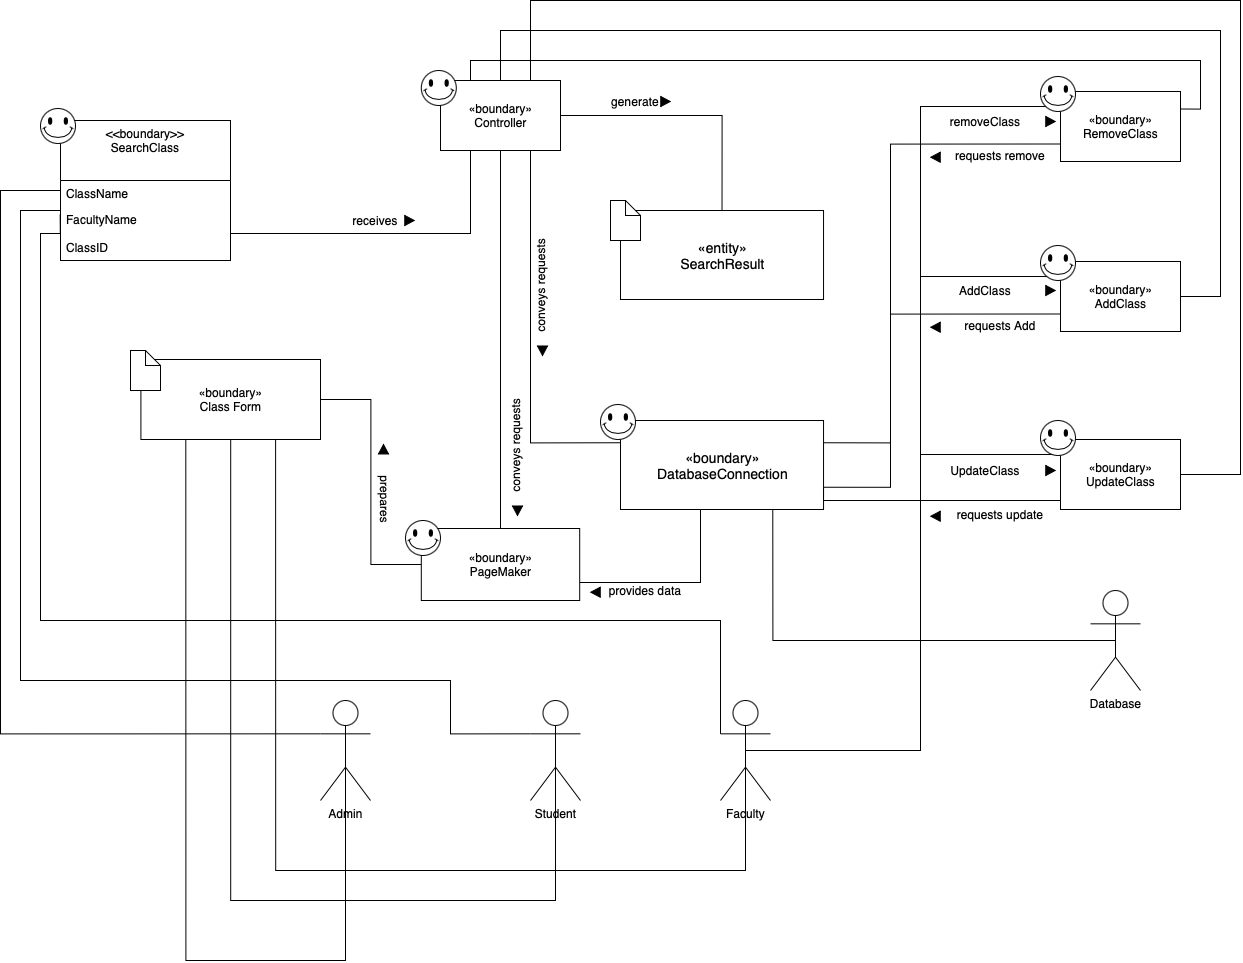 «boundary»
Controller
generate
<<boundary>>
SearchClass
ClassName
FacultyName
ClassID
receives
«entity»
SearchResult
conveys requests
conveys requests
removeClass
«boundary»
RemoveClass
requests remove
AddClass
«boundary»
AddClass
requests Add
«boundary»
Class Form
prepares
«boundary»
DatabaseConnection
UpdateClass
«boundary»
UpdateClass
requests update
«boundary»
PageMaker
provides data
Database
Admin
Student
Faculty